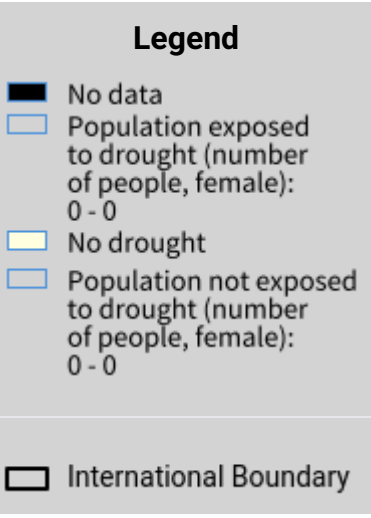 Legend
No data
Population exposed
to drought (number
of people, female):
0 - 0
No drought
Population not exposed
to drought (number
of people, female):
0 - 0
International Boundary